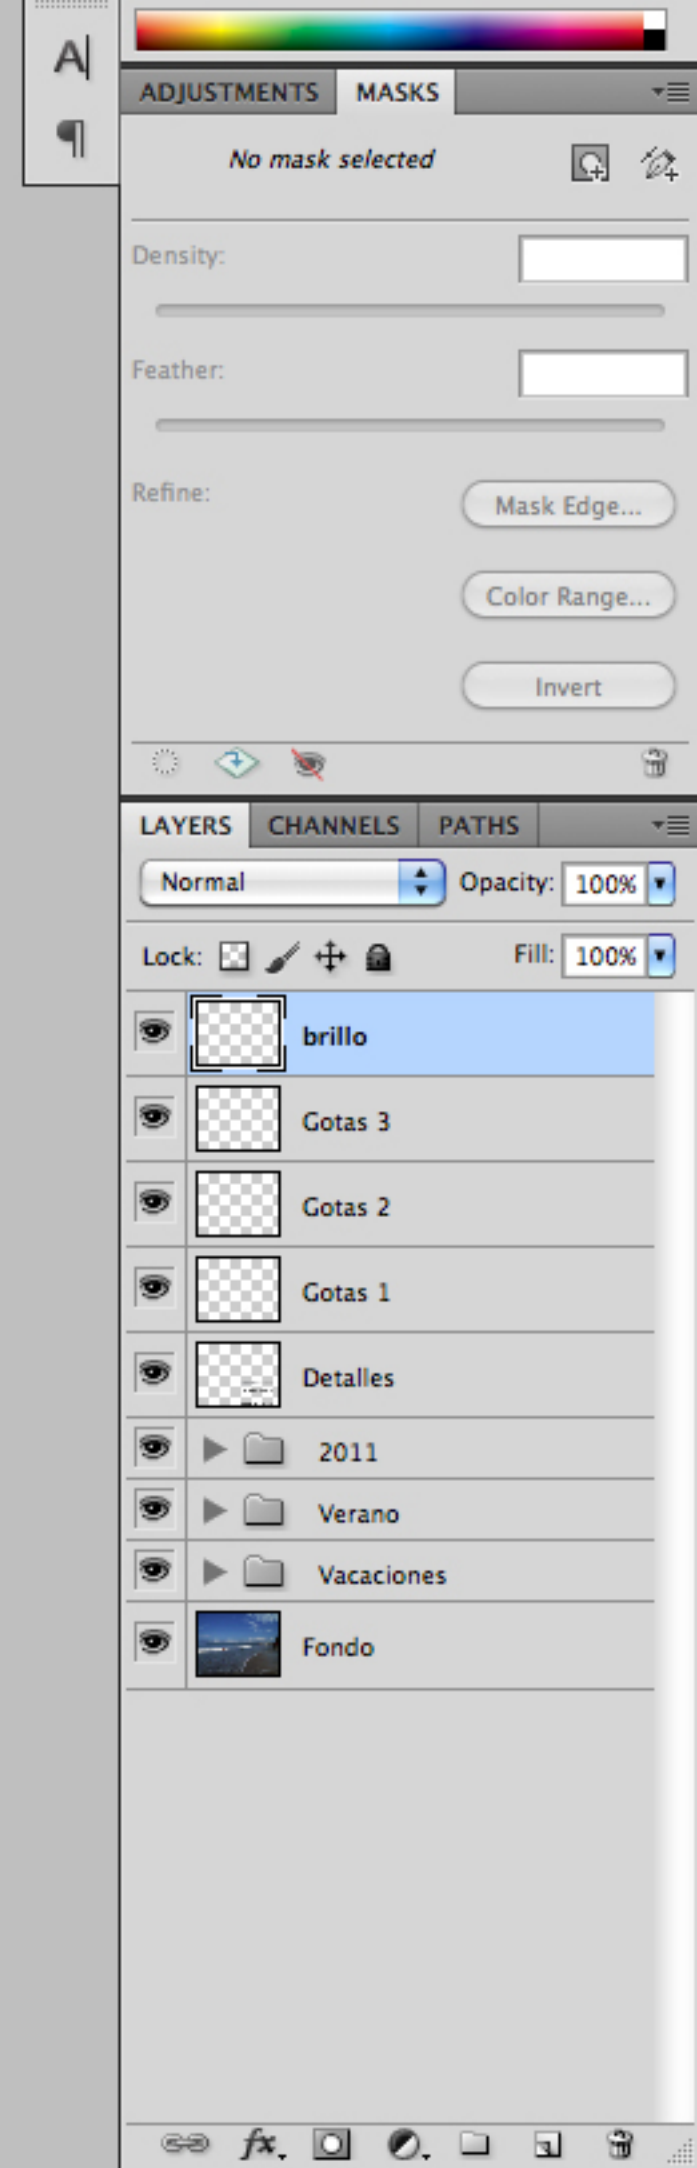 A
¶
ADJUSTMENTS MASKS
No mask selected
Density:
Feather:
Refine:
Mask Edge...
Color Range...
Invert
LAYERS CHANNELS PATHS
Normal Opacity: 100%
Lock: Fill: 100%
brillo
Gotas 3
Gotas 2
Gotas 1
Detalles
2011
Verano
Vacaciones
Fondo
fx.